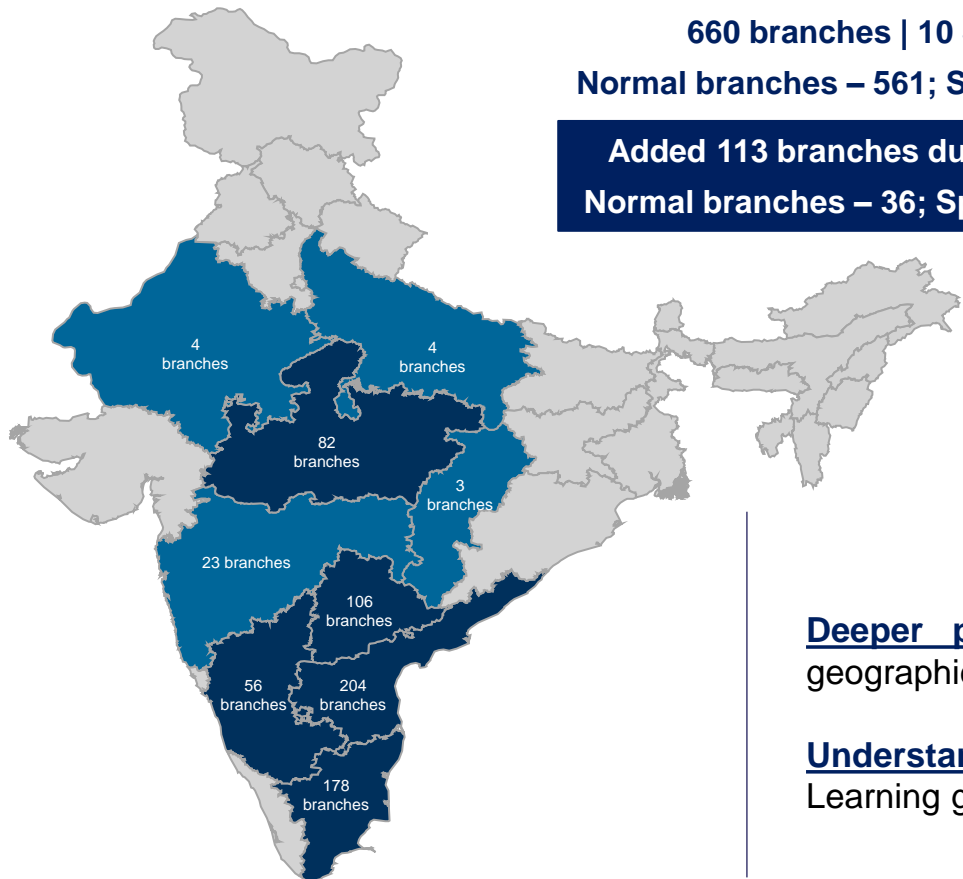 660 branches | 10
Normal branches – 561; S
Added 113 branches du
Normal branches – 36; Sp
4
branches
4
branches
82
branches
3
branches
23 branches
106
branches
56
branches
204
branches
178
branches
Deeper p
geographi
Understan
Learning g